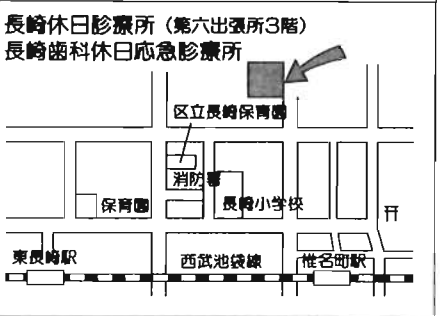 長崎休日診療所（第六出張所3階）
長崎歯科休日応急診療所
区立長崎保育園
消防署
保育園
長崎小学校
東長崎駅
西武池袋線
椎名町駅